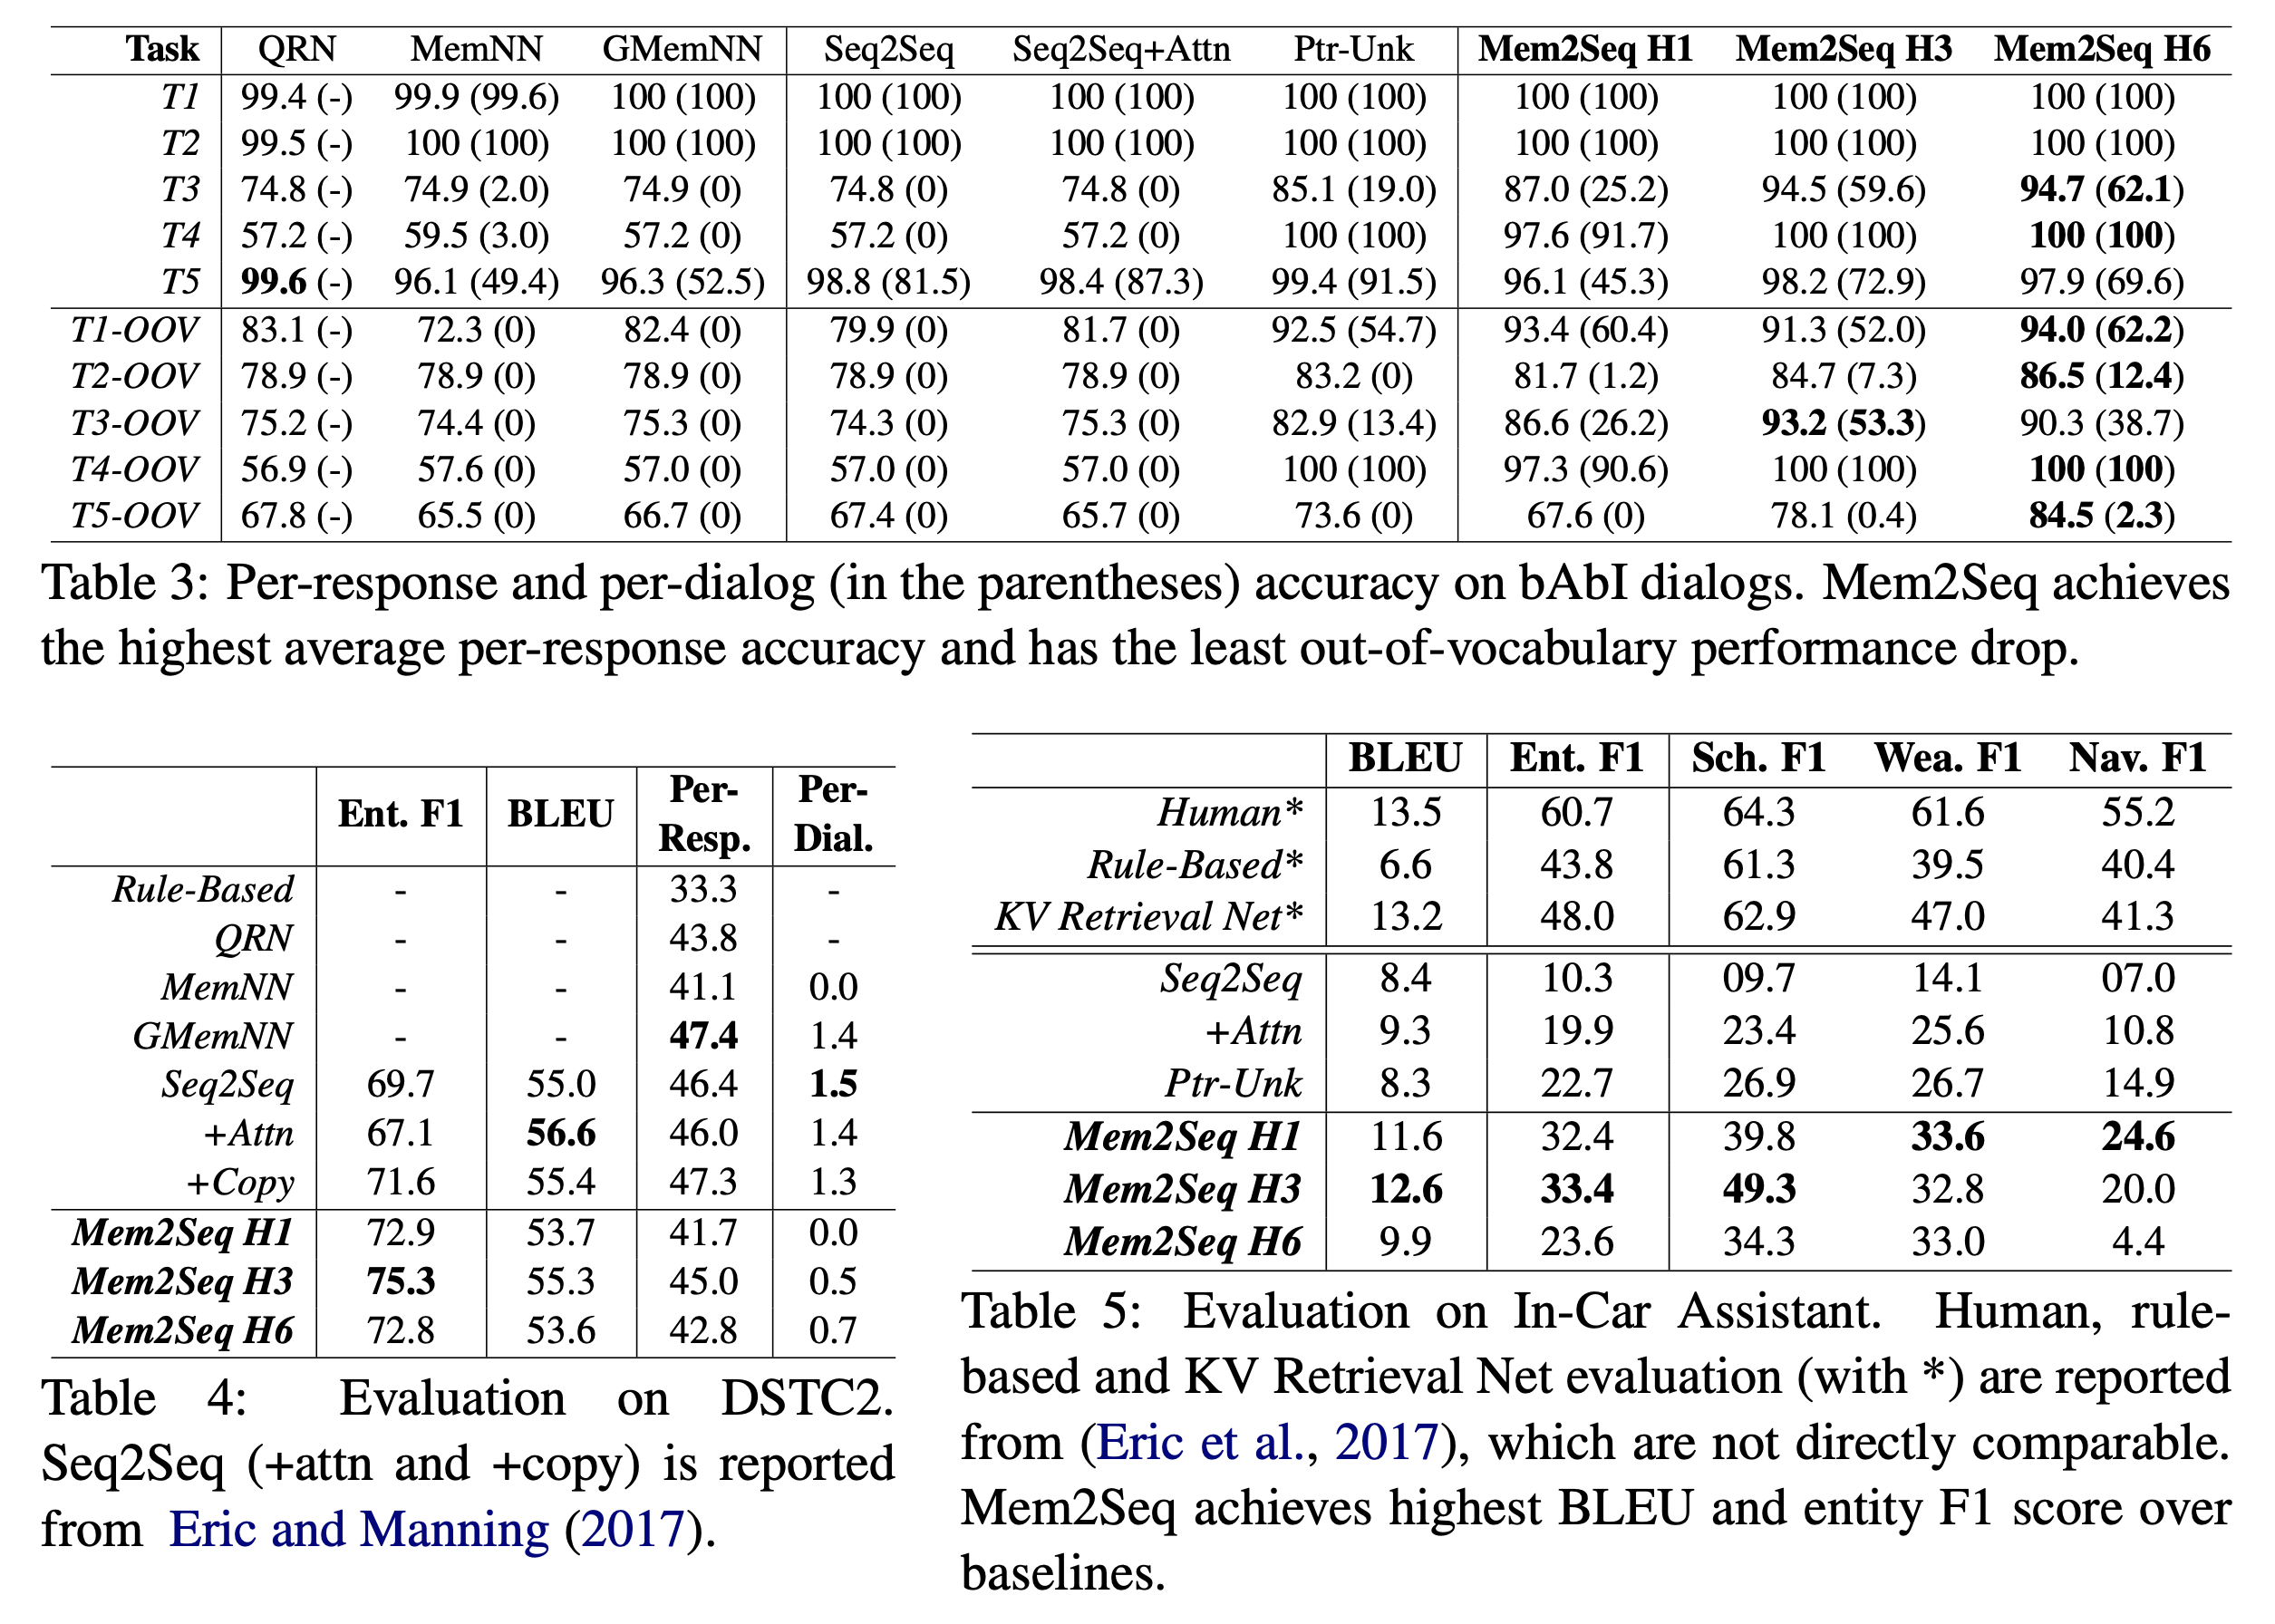 Task QRN MemNN GMemNN Seq2Seq Seq2Seq+Attn Ptr-Unk Mem2Seq H1 Mem2Seq H3 Mem2Seq H6
T1 99.4 (-) 99.9 (99.6) 100 (100) 100 (100) 100 (100) 100 (100) 100 (100) 100 (100) 100 (100)
T2 99.5 (-) 100 (100) 100 (100) 100 (100) 100 (100) 100 (100) 100 (100) 100 (100) 100 (100)
T3 74.8 (-) 74.9 (2.0) 74.9 (0) 74.8 (0) 74.8 (0) 85.1 (19.0) 87.0 (25.2) 94.5 (59.6) 94.7 (62.1)
T4 57.2 (-) 59.5 (3.0) 57.2 (0) 57.2 (0) 57.2 (0) 100 (100) 97.6 (91.7) 100 (100) 100 (100)
T5 99.6 (-) 96.1 (49.4) 96.3 (52.5) 98.8 (81.5) 98.4 (87.3) 99.4 (91.5) 96.1 (45.3) 98.2 (72.9) 97.9 (69.6)
T1-OOV 83.1 (-) 72.3 (0) 82.4 (0) 79.9 (0) 81.7 (0) 92.5 (54.7) 93.4 (60.4) 91.3 (52.0) 94.0 (62.2)
T2-OOV 78.9 (-) 78.9 (0) 78.9 (0) 78.9 (0) 78.9 (0) 83.2 (0) 81.7 (1.2) 84.7 (7.3) 86.5 (12.4)
T3-OOV 75.2 (-) 74.4 (0) 75.3 (0) 74.3 (0) 75.3 (0) 82.9 (13.4) 86.6 (26.2) 93.2 (53.3) 90.3 (38.7)
T4-OOV 56.9 (-) 57.6 (0) 57.0 (0) 57.0 (0) 57.0 (0) 100 (100) 97.3 (90.6) 100 (100) 100 (100)
T5-OOV 67.8 (-) 65.5 (0) 66.7 (0) 67.4 (0) 65.7 (0) 73.6 (0) 67.6 (0) 78.1 (0.4) 84.5 (2.3)
Table 3: Per-response and per-dialog (in the parentheses) accuracy on bAbI dialogs. Mem2Seq achieves
the highest average per-response accuracy and has the least out-of-vocabulary performance drop.
Ent. F1 BLEU Per-Resp. Per-Dial.
Rule-Based - - 33.3 -
QRN - - 43.8 -
MemNN - - 41.1 0.0
GMemNN - - 47.4 1.4
Seq2Seq 69.7 55.0 46.4 1.5
+Attn 67.1 56.6 46.0 1.4
+Copy 71.6 55.4 47.3 1.3
Mem2Seq H1 72.9 53.7 41.7 0.0
Mem2Seq H3 75.3 55.3 45.0 0.5
Mem2Seq H6 72.8 53.6 42.8 0.7
Table 4: Evaluation on DSTC2.
Seq2Seq (+attn and +copy) is reported
from Eric and Manning (2017).
BLEU Ent. F1 Sch. F1 Wea. F1 Nav. F1
Human* 13.5 60.7 64.3 61.6 55.2
Rule-Based* 6.6 43.8 61.3 39.5 40.4
KV Retrieval Net* 13.2 48.0 62.9 47.0 41.3
Seq2Seq 8.4 10.3 09.7 14.1 07.0
+Attn 9.3 19.9 23.4 25.6 10.8
Ptr-Unk 8.3 22.7 26.9 26.7 14.9
Mem2Seq H1 11.6 32.4 39.8 33.6 24.6
Mem2Seq H3 12.6 33.4 49.3 32.8 20.0
Mem2Seq H6 9.9 23.6 34.3 33.0 4.4
Table 5: Evaluation on In-Car Assistant. Human, rule-
based and KV Retrieval Net evaluation (with *) are reported
from (Eric et al., 2017), which are not directly comparable.
Mem2Seq achieves highest BLEU and entity F1 score over
baselines.